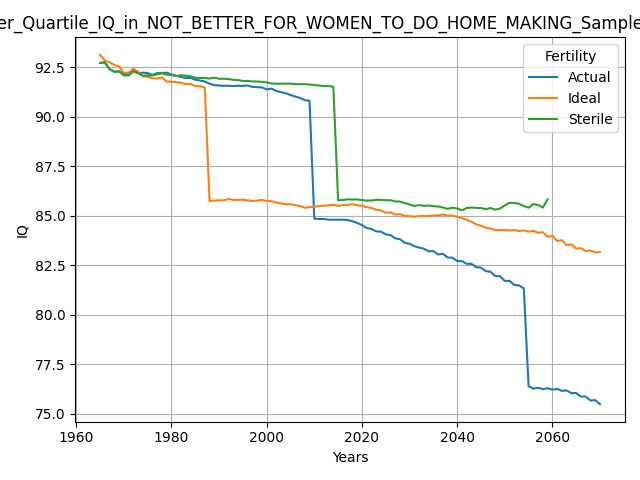 er_Quartile_IQ_in_NOT_BETTER_FOR_WOMEN_TO_DO_HOME_MAKING_Sample
Fertility
Actual
Ideal
Sterile
IQ
92.5
90.0
87.5
85.0
82.5
80.0
77.5
75.0
1960
1980
2000
2020
2040
2060
Years